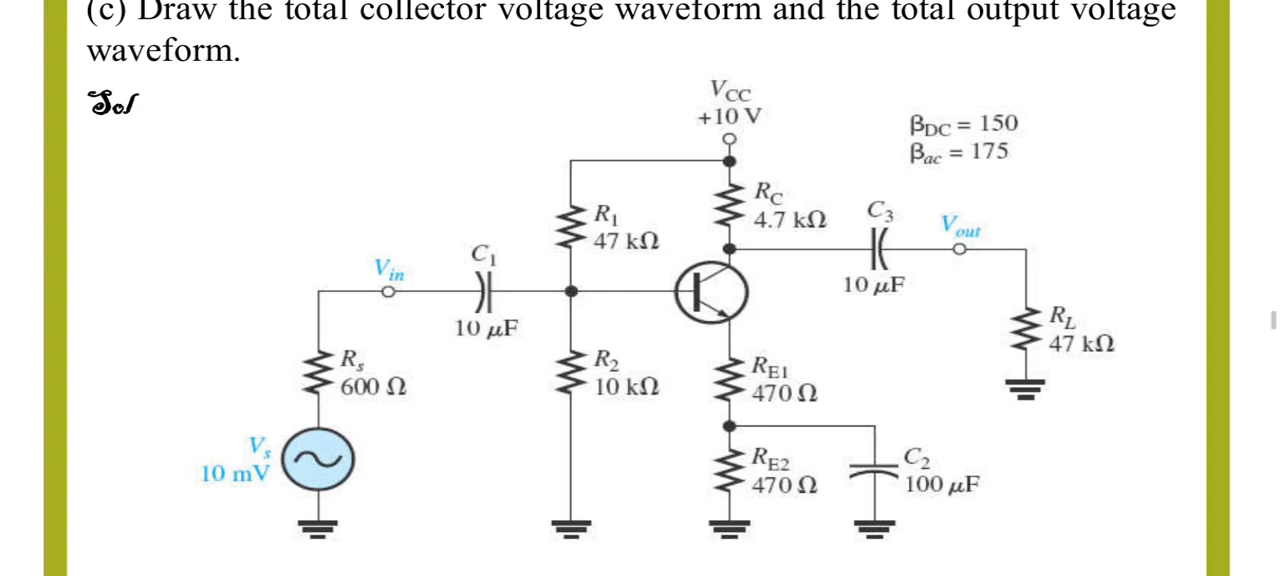 (c) Draw the total collector voltage waveform and the total output voltage
waveform.
Sol
VCC
+10 V
βDC = 150
βac = 175
RC
4.7 kΩ
C3
Vout
R1
47 kΩ
C1
Vin
10 μF
10 μF
RL
47 kΩ
Rs
600 Ω
R2
10 kΩ
RE1
470 Ω
Vs
10 mV
RE2
470 Ω
C2
100 μF